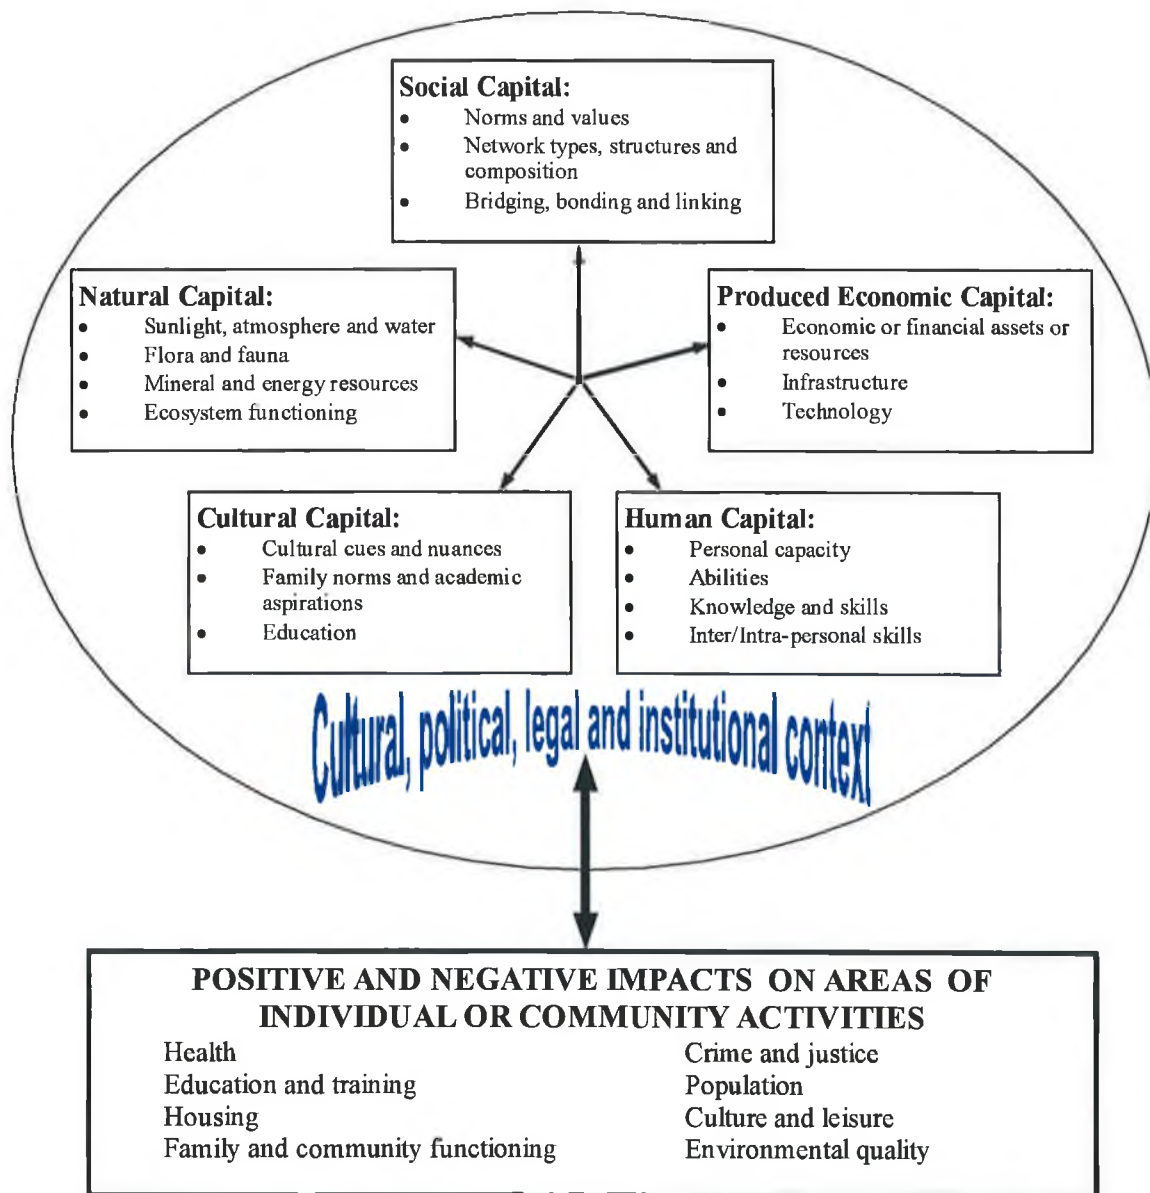 Social Capital:
• Norms and values
• Network types, structures and
composition
• Bridging, bonding and linking
Natural Capital:
• Sunlight, atmosphere and water
• Flora and fauna
• Mineral and energy resources
• Ecosystem functioning
Produced Economic Capital:
• Economic or financial assets or
resources
• Infrastructure
• Technology
Cultural Capital:
• Cultural cues and nuances
• Family norms and academic
aspirations
• Education
Human Capital:
• Personal capacity
• Abilities
• Knowledge and skills
• Inter/Intra-personal skills
Cultural, political, legal and institutional context
POSITIVE AND NEGATIVE IMPACTS ON AREAS OF
INDIVIDUAL OR COMMUNITY ACTIVITIES
Health
Education and training
Housing
Family and community functioning
Crime and justice
Population
Culture and leisure
Environmental quality